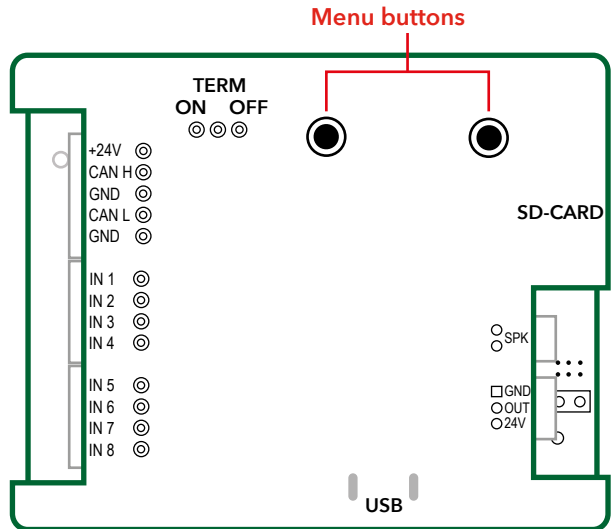 Menu buttons
TERM
ON OFF
+24V
CAN H
GND
CAN L
GND
SD-CARD
IN 1
IN 2
IN 3
IN 4
SPK
IN 5
IN 6
IN 7
IN 8
GND
OUT
24V
USB